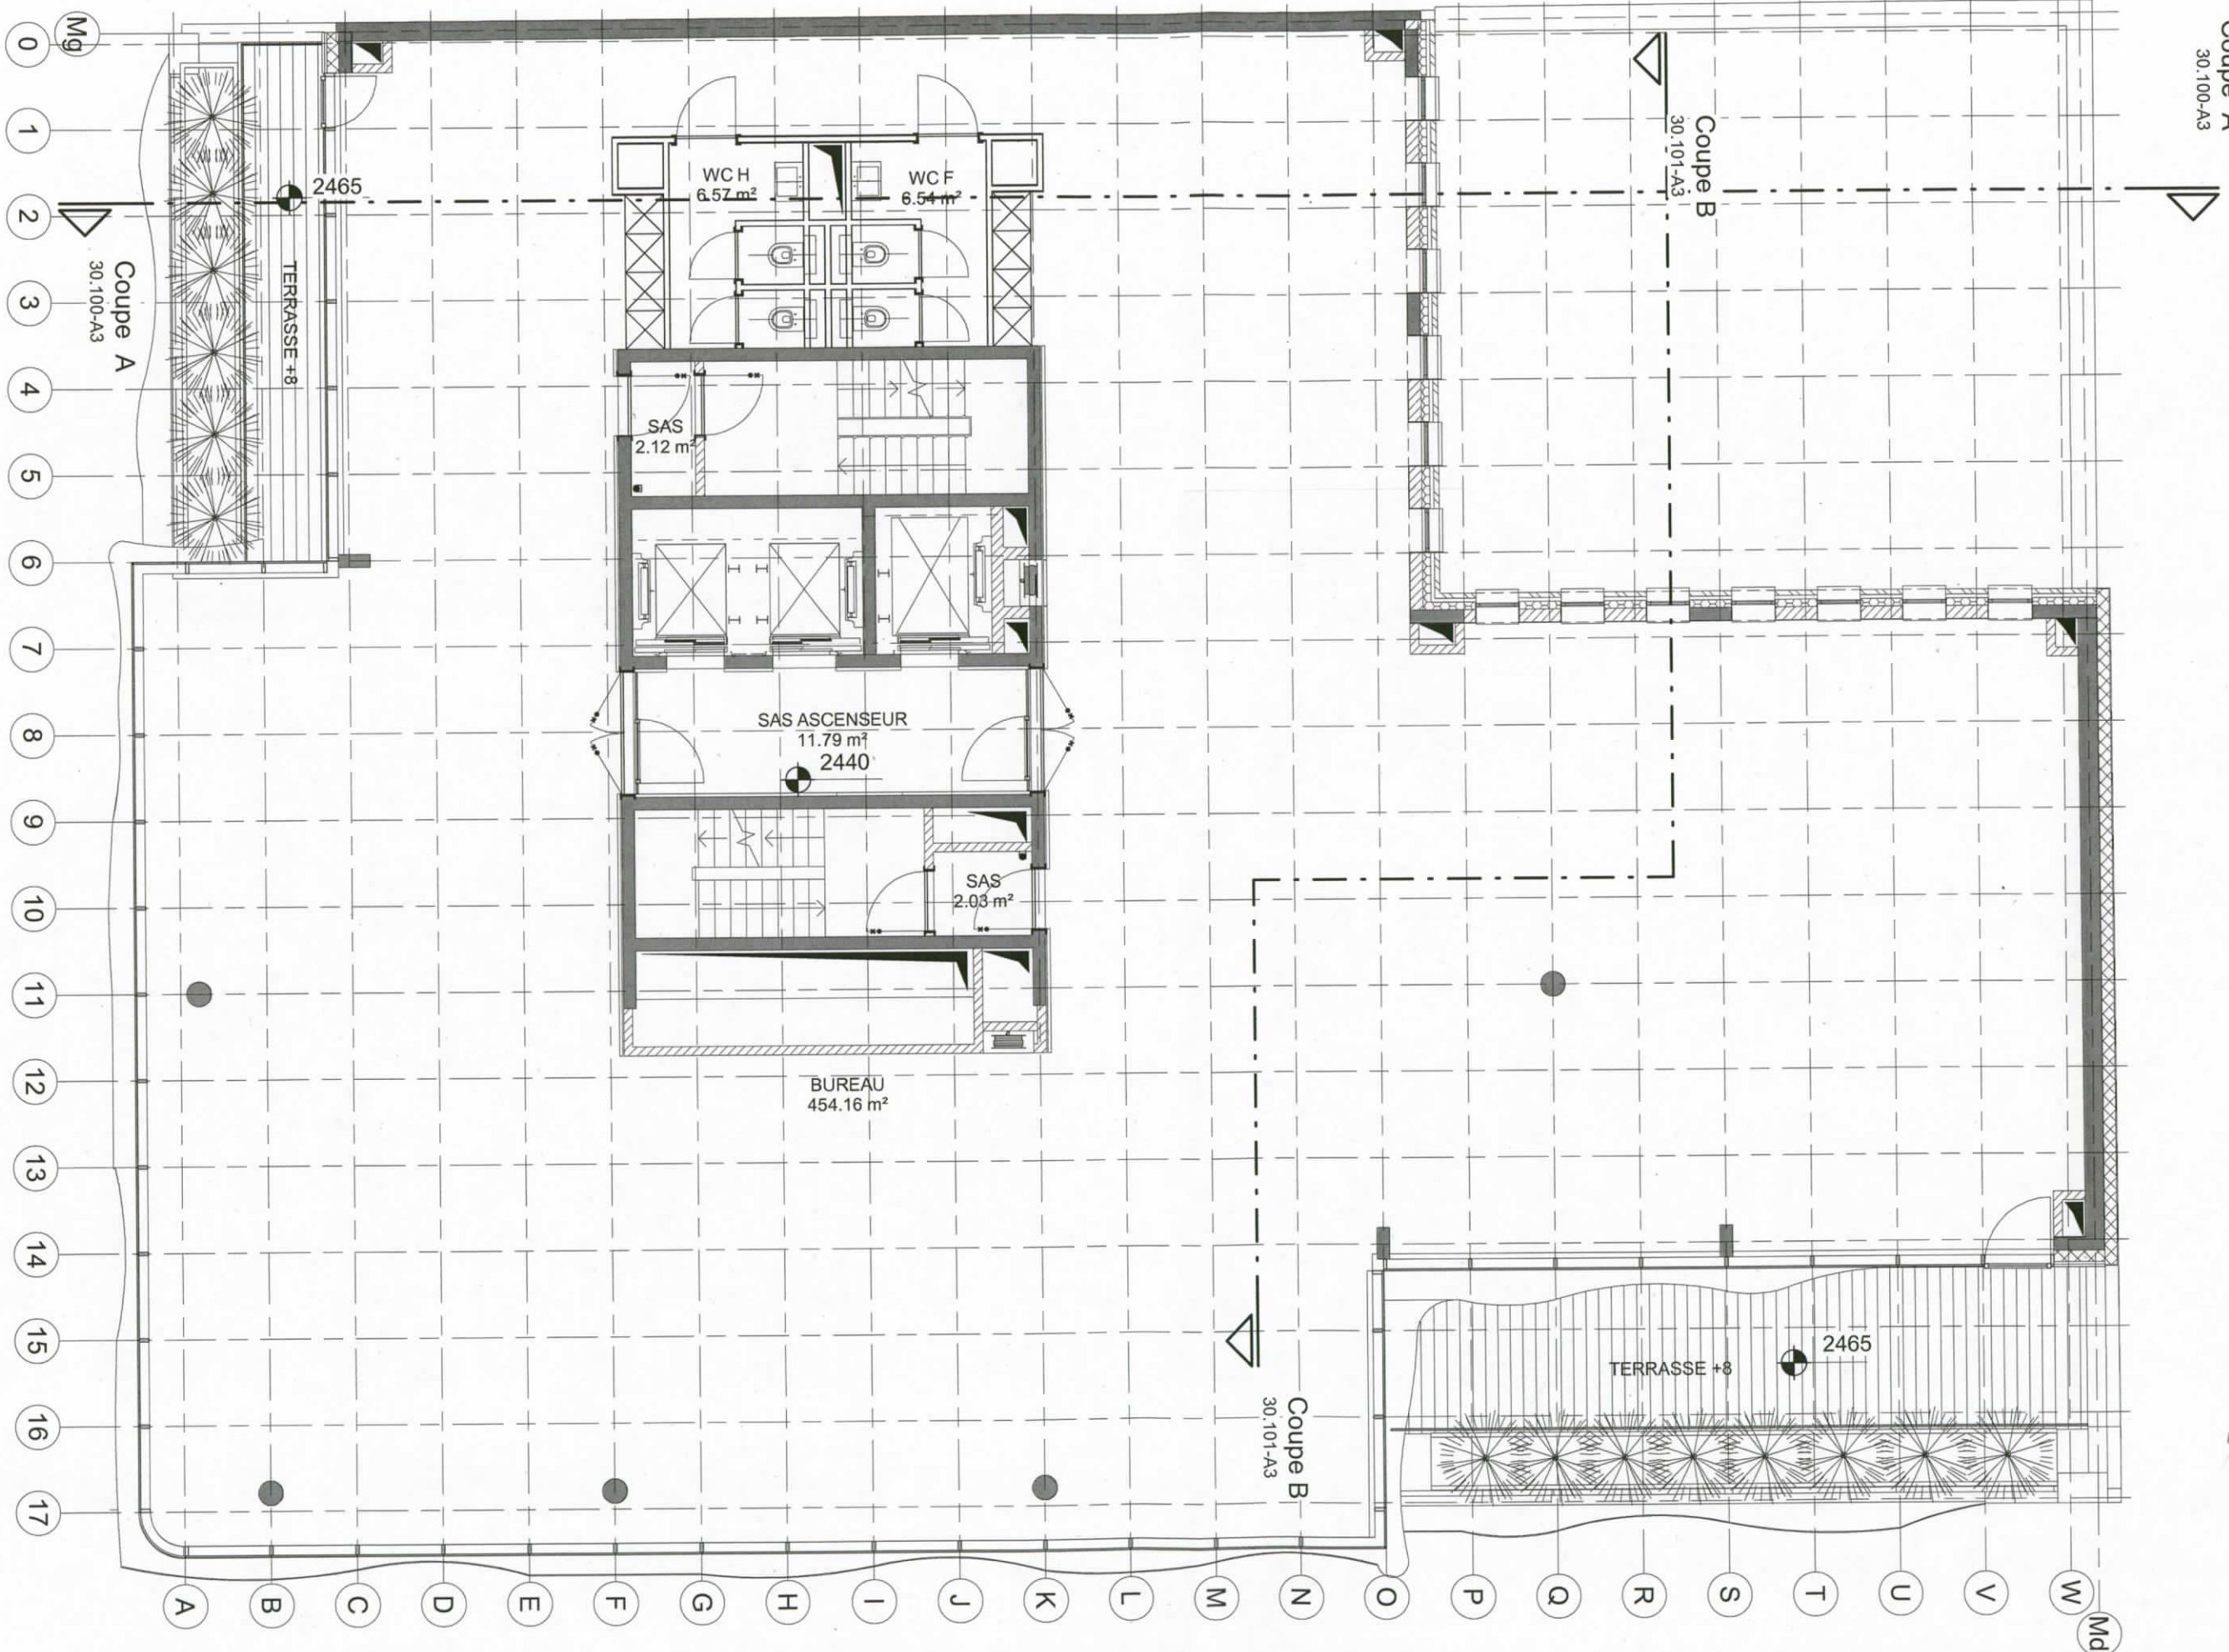 Coupe A
30.100-A3
Mg
0
1
2
3
4
5
6
7
8
9
10
11
12
13
14
15
16
17
2465
TERRASSE +8
Coupe A
30.100-A3
WC H
6.57 m²
WC F
6.54 m²
Coupe B
30.101-A3
SAS
2.12 m²
SAS ASCENSEUR
11.79 m²
2440
SAS
2.03 m²
BUREAU
454.16 m²
2465
TERRASSE +8
Coupe B
30.101-A3
A
B
C
D
E
F
G
H
I
J
K
L
M
N
O
P
Q
R
S
T
U
V
W
Md